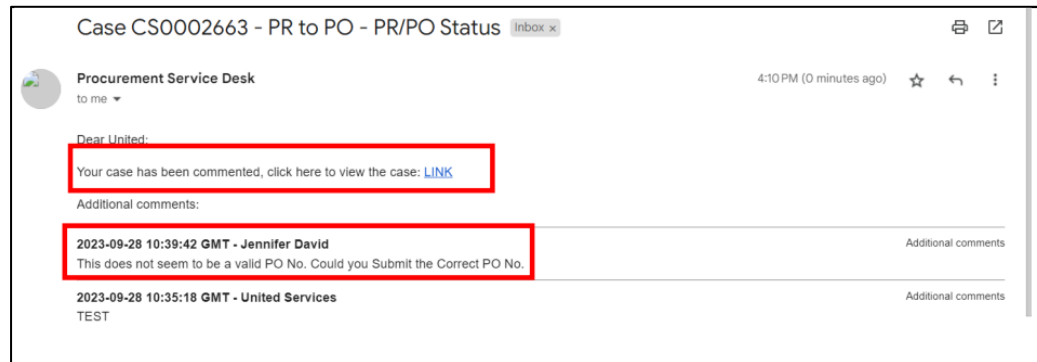 Case CS0002663 - PR to PO - PR/PO Status Inbox x
Procurement Service Desk 4:10 PM (0 minutes ago)
to me
Dear United:
Your case has been commented, click here to view the case: LINK
Additional comments:
2023-09-28 10:39:42 GMT - Jennifer David Additional comments
This does not seem to be a valid PO No. Could you Submit the Correct PO No.
2023-09-28 10:35:18 GMT - United Services Additional comments
TEST